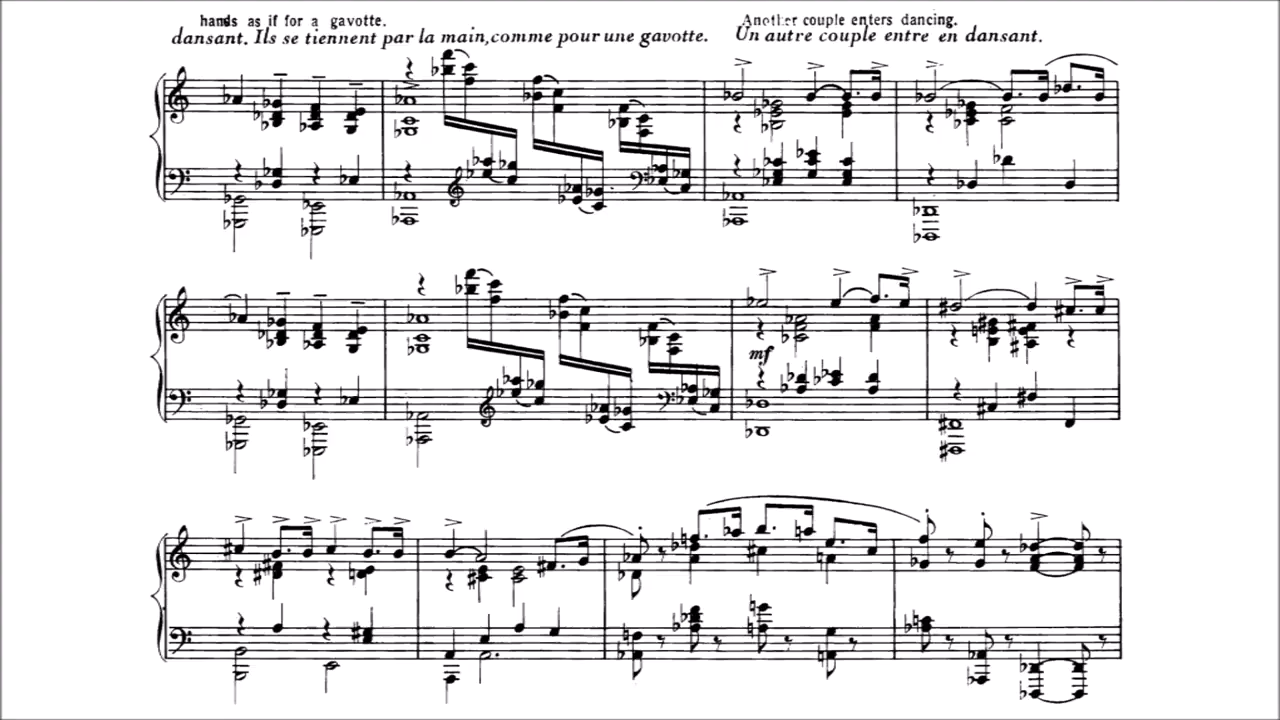 hands as if for a gavotte.
Another couple enters dancing.
dansant. Ils se tiennent par la main, comme pour une gavotte.
Un autre couple entre en dansant.
mf